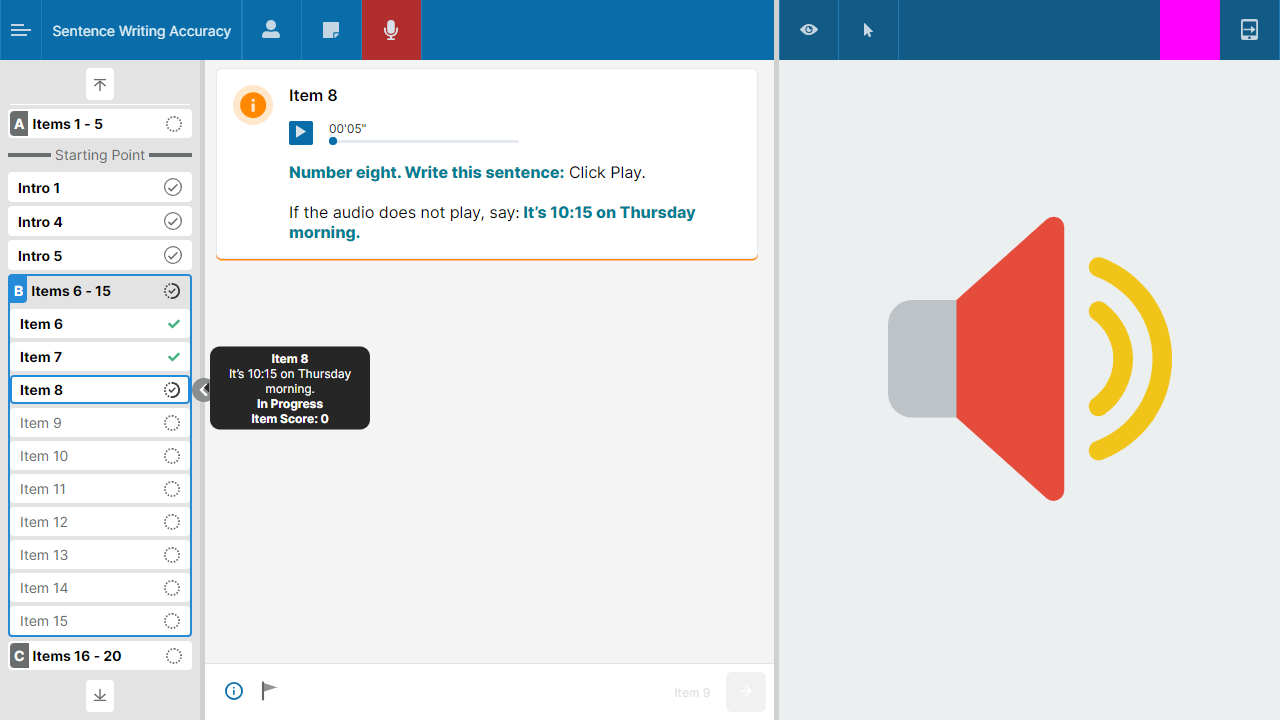 Sentence Writing Accuracy
A Items 1 - 5
Starting Point
Intro 1
Intro 4
Intro 5
B Items 6 - 15
Item 6
Item 7
Item 8
Item 9
Item 10
Item 11
Item 12
Item 13
Item 14
Item 15
C Items 16 - 20
Item 8
00'05"
Number eight. Write this sentence: Click Play.
If the audio does not play, say: It’s 10:15 on Thursday
morning.
Item 8
It’s 10:15 on Thursday
morning.
In Progress
Item Score: 0
Item 9